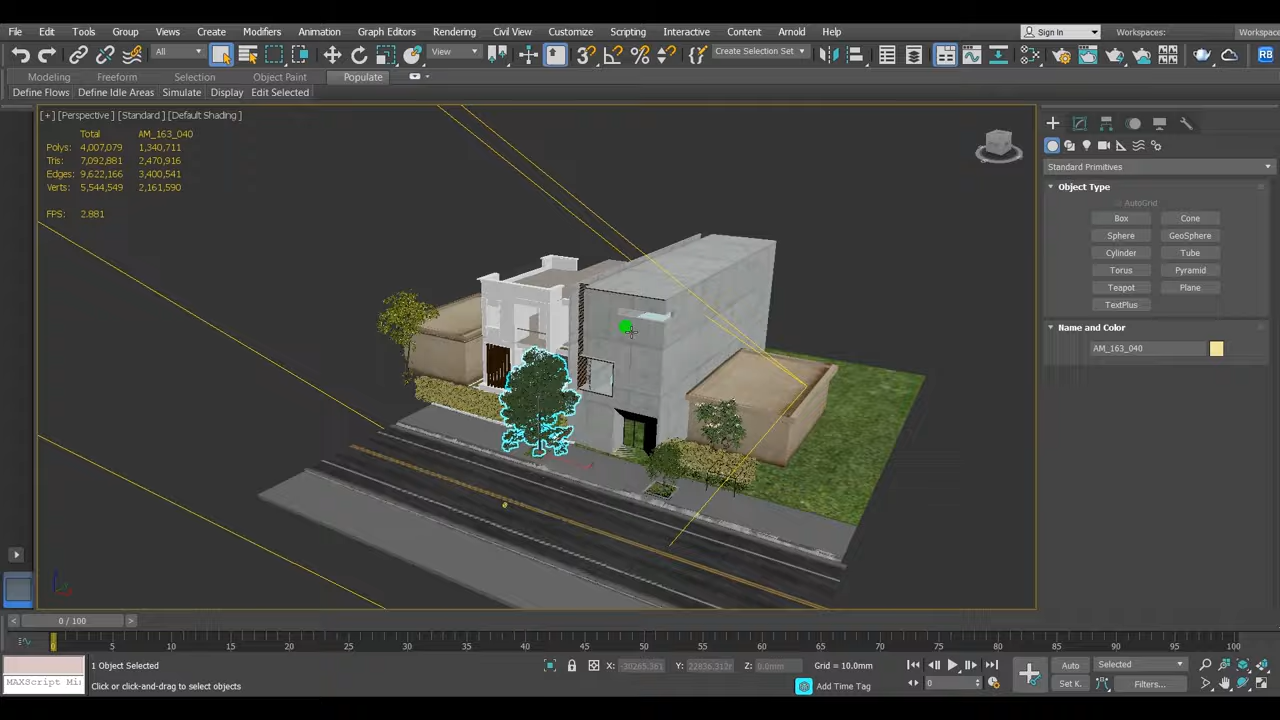 File Edit Tools Group Views Create Modifiers Animation Graph Editors Rendering Civil View Customize Scripting Interactive Content Arnold Help Sign In Workspaces: Workspace
All View Create Selection Set RB
Modeling Freeform Selection Object Paint Populate
Define Flows Define Idle Areas Simulate Display Edit Selected
[+] [Perspective ] [Standard ] [Default Shading ]
Total AM_163_040
Polys: 4,007,079 1,340,711
Tris: 7,092,881 2,470,916
Edges: 9,622,166 3,400,541
Verts: 5,544,549 2,161,590
FPS: 2.881
Standard Primitives
Object Type
AutoGrid
Box Cone
Sphere GeoSphere
Cylinder Tube
Torus Pyramid
Teapot Plane
TextPlus
Name and Color
AM_163_040
0 / 100
0 5 10 15 20 25 30 35 40 45 50 55 60 65 70 75 80 85 90 95 100
1 Object Selected X: Y: Z: 0.0mm Grid = 10.0mm Auto Selected
MAXScript Mi Click or click-and-drag to select objects Add Time Tag 0 Set K. Filters...